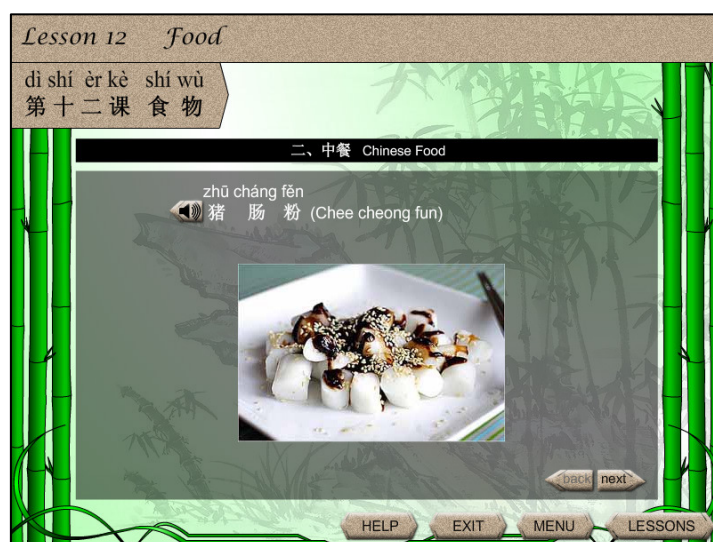 Lesson 12 Food
dì shí èr kè shí wù
第十二课 食物
二、中餐 Chinese Food
zhū cháng fěn
猪 肠 粉 (Chee cheong fun)
back next
HELP EXIT MENU LESSONS